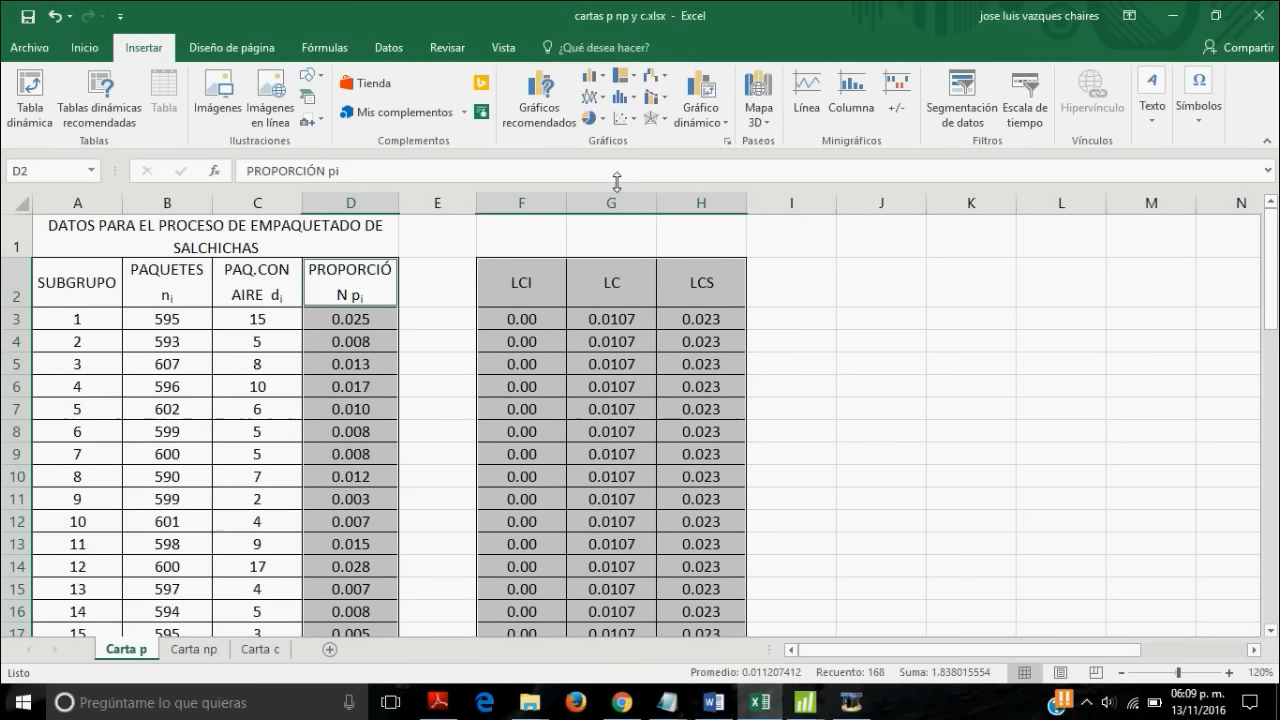 cartas p np y c.xlsx - Excel
jose luis vazques chaires
Archivo Inicio Insertar Diseño de página Fórmulas Datos Revisar Vista ¿Qué desea hacer? Compartir
Tabla dinámica
Tablas dinámicas recomendadas
Tabla
Imágenes
Imágenes en línea
Tienda
Mis complementos
Gráficos recomendados
Gráfico dinámico
Mapa 3D
Línea
Columna
+/-
Segmentación de datos
Escala de tiempo
Hipervínculo
Texto
Símbolos
Tablas Ilustraciones Complementos Gráficos Paseos Minigráficos Filtros Vínculos
D2 fx PROPORCIÓN pi
A B C D E F G H I J K L M N
1 DATOS PARA EL PROCESO DE EMPAQUETADO DE
SALCHICHAS
2 SUBGRUPO PAQUETES ni PAQ.CON AIRE di PROPORCIÓ N pi LCI LC LCS
3 1 595 15 0.025 0.00 0.0107 0.023
4 2 593 5 0.008 0.00 0.0107 0.023
5 3 607 8 0.013 0.00 0.0107 0.023
6 4 596 10 0.017 0.00 0.0107 0.023
7 5 602 6 0.010 0.00 0.0107 0.023
8 6 599 5 0.008 0.00 0.0107 0.023
9 7 600 5 0.008 0.00 0.0107 0.023
10 8 590 7 0.012 0.00 0.0107 0.023
11 9 599 2 0.003 0.00 0.0107 0.023
12 10 601 4 0.007 0.00 0.0107 0.023
13 11 598 9 0.015 0.00 0.0107 0.023
14 12 600 17 0.028 0.00 0.0107 0.023
15 13 597 4 0.007 0.00 0.0107 0.023
16 14 594 5 0.008 0.00 0.0107 0.023
17 15 595 3 0.005 0.00 0.0107 0.023
Carta p Carta np Carta c
Listo Promedio: 0.011207412 Recuento: 168 Suma: 1.838015554 120%
Pregúntame lo que quieras
06:09 p. m.
13/11/2016